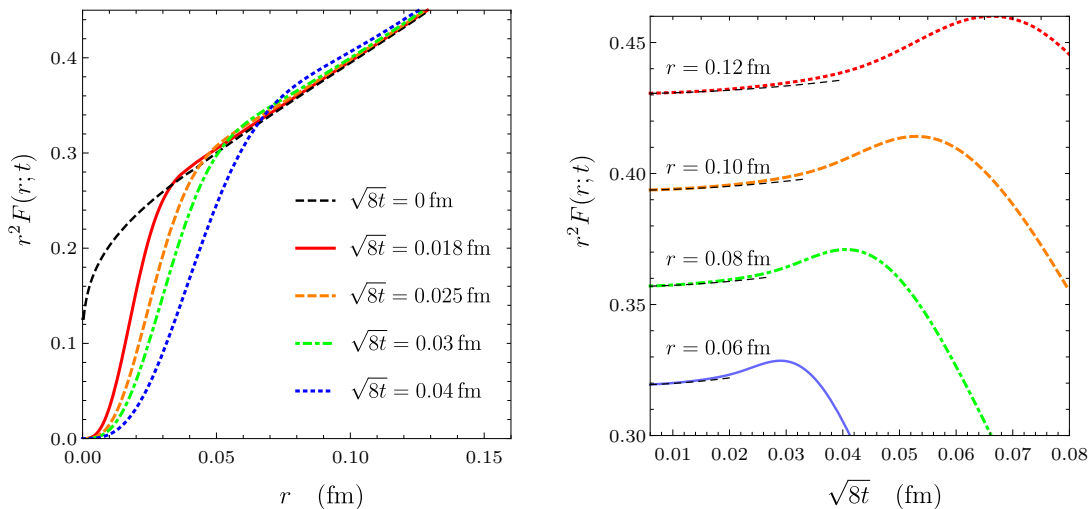 0.4
0.3
0.2
0.1
0.0
0.00 0.05 0.10 0.15
r (fm)
r²F(r;t)
√8t = 0 fm
√8t = 0.018 fm
√8t = 0.025 fm
√8t = 0.03 fm
√8t = 0.04 fm
0.45
0.40
0.35
0.30
0.01 0.02 0.03 0.04 0.05 0.06 0.07 0.08
√8t (fm)
r²F(r;t)
r = 0.12 fm
r = 0.10 fm
r = 0.08 fm
r = 0.06 fm